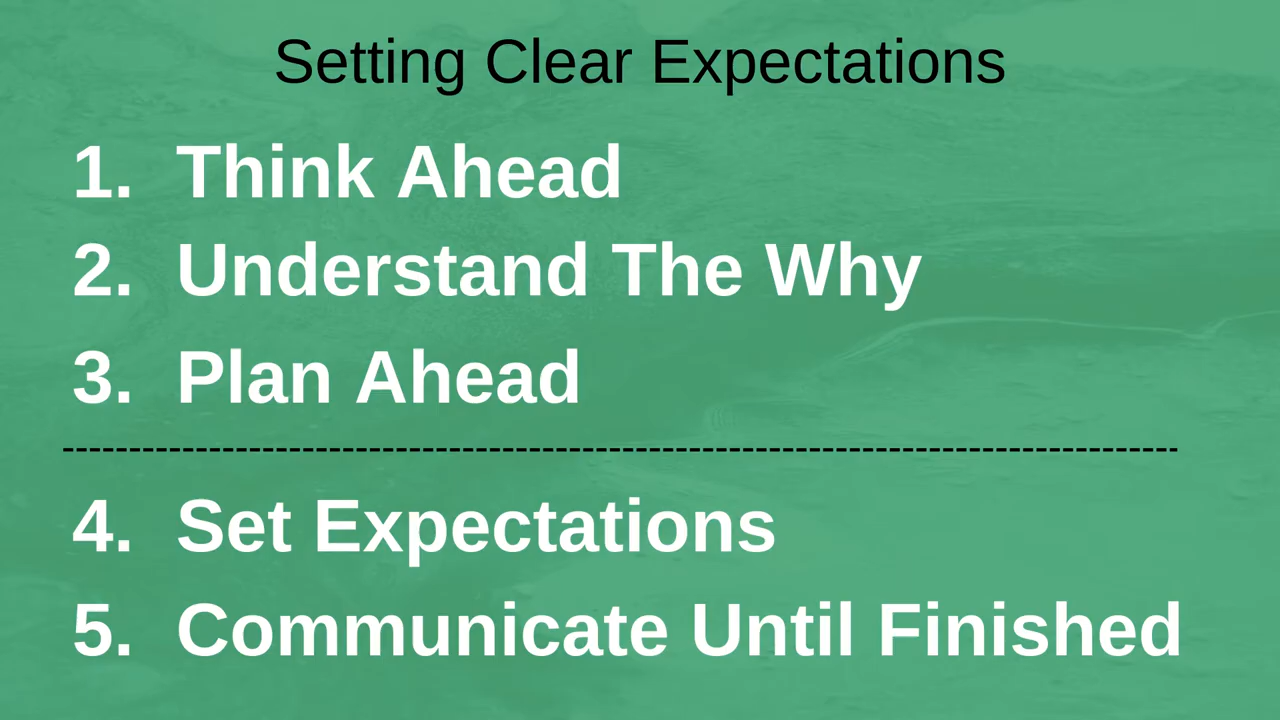 Setting Clear Expectations
1. Think Ahead
2. Understand The Why
3. Plan Ahead
4. Set Expectations
5. Communicate Until Finished